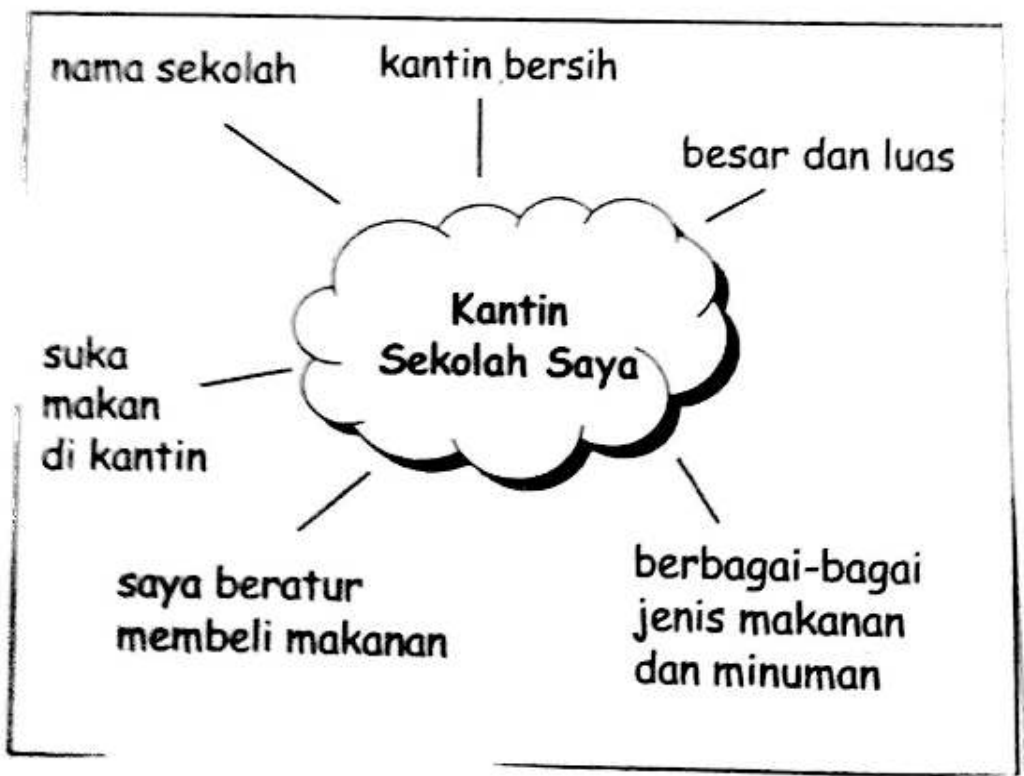 nama sekolah
kantin bersih
besar dan luas
Kantin
Sekolah Saya
suka
makan
di kantin
saya beratur
membeli makanan
berbagai-bagai
jenis makanan
dan minuman